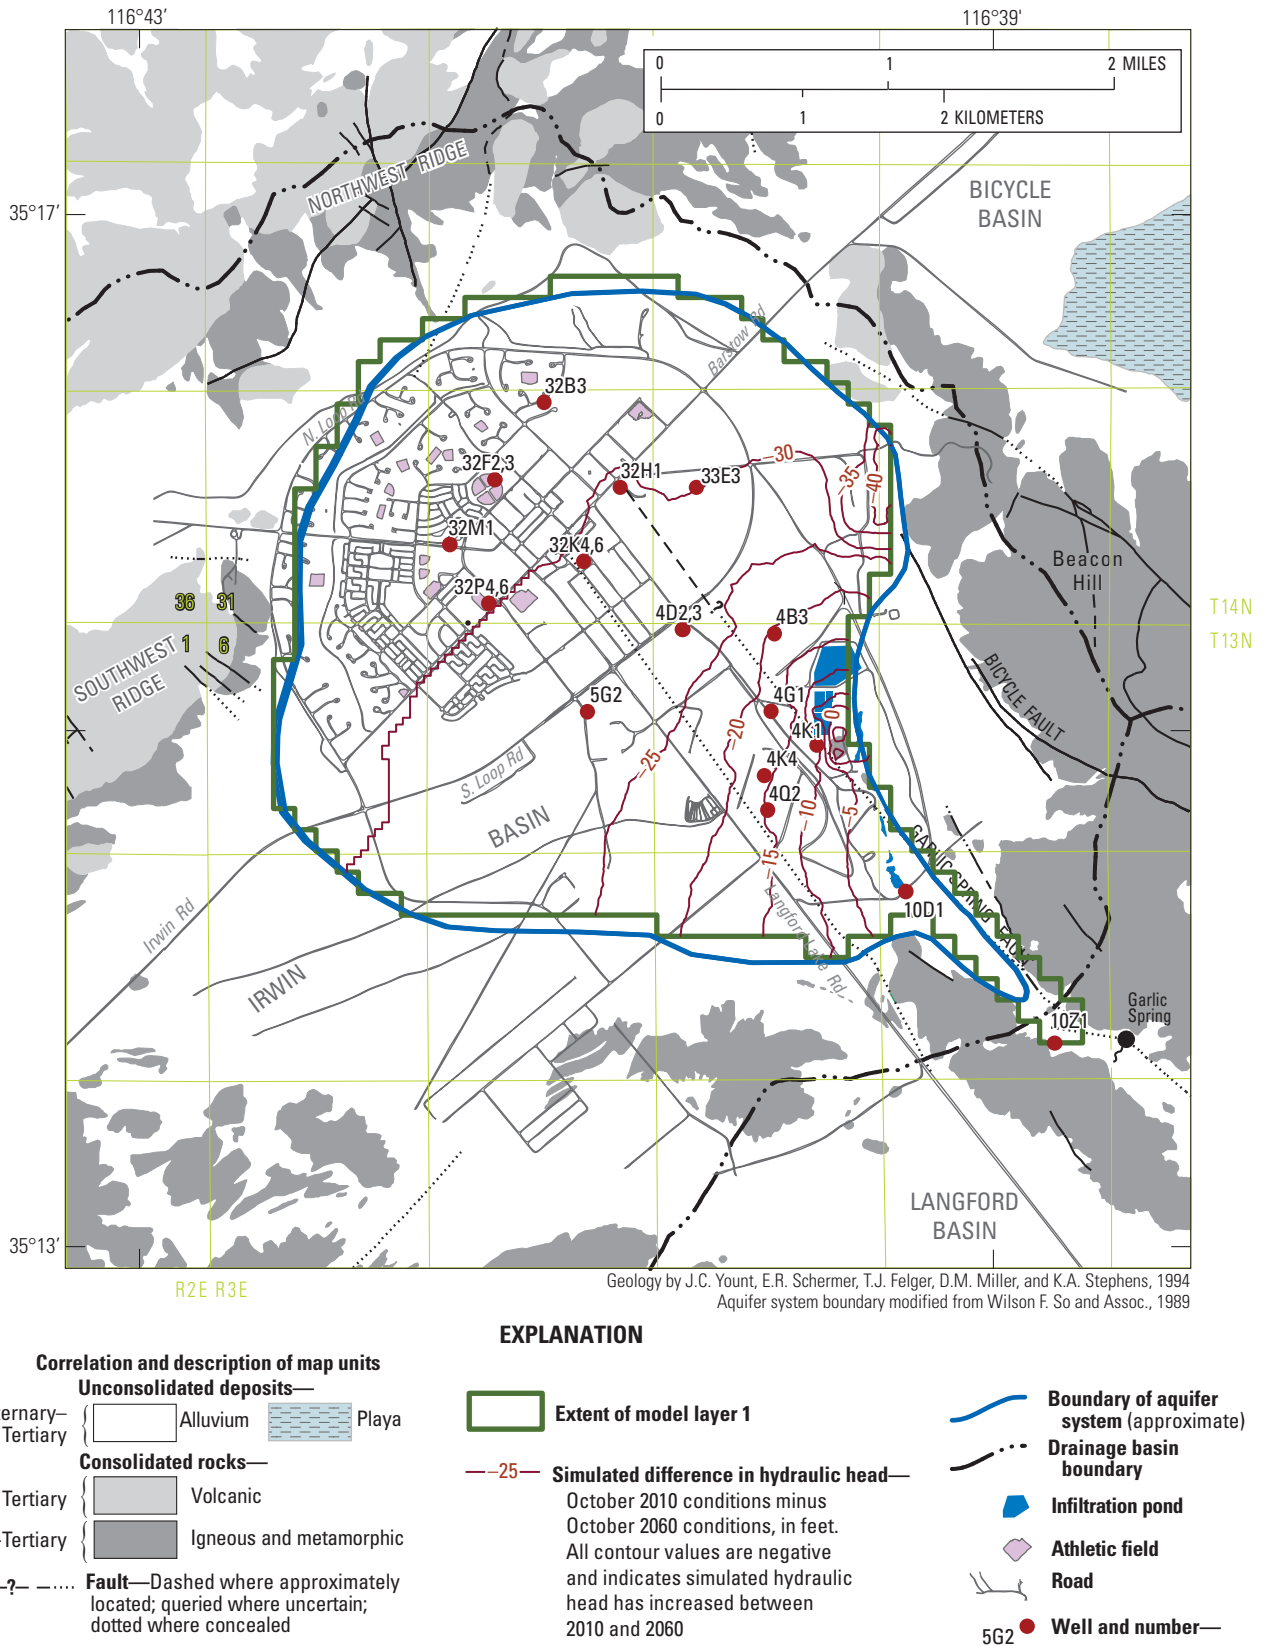 116°43′
116°39′
0 1 2 MILES
0 1 2 KILOMETERS
NORTHWEST RIDGE
BICYCLE
BASIN
35°17′
Barstow Rd
N. Loop Rd
32B3
–30
32F2,3
32H1
33E3
–35
–40
32M1
32K4,6
Beacon
Hill
32P4,6
36 31
T14N
4D2,3
4B3
1 6
T13N
SOUTHWEST
RIDGE
BICYCLE FAULT
5G2
4G1
0
–20
4K1
–25
4K4
S. Loop Rd
4Q2
–10
–5
BASIN
GARLIC SPRING FAULT
–15
Langford Lake Rd
10D1
Irwin Rd
IRWIN
Garlic
Spring
10Z1
LANGFORD
BASIN
35°13′
R2E R3E
Geology by J.C. Yount, E.R. Schermer, T.J. Felger, D.M. Miller, and K.A. Stephens, 1994
Aquifer system boundary modified from Wilson F. So and Assoc., 1989
EXPLANATION
Correlation and description of map units
Unconsolidated deposits—
ternary–
Tertiary
Alluvium
Playa
Consolidated rocks—
Tertiary
Volcanic
-Tertiary
Igneous and metamorphic
–?– Fault—Dashed where approximately
located; queried where uncertain;
dotted where concealed
Extent of model layer 1
–25 Simulated difference in hydraulic head—
October 2010 conditions minus
October 2060 conditions, in feet.
All contour values are negative
and indicates simulated hydraulic
head has increased between
2010 and 2060
Boundary of aquifer
system (approximate)
Drainage basin
boundary
Infiltration pond
Athletic field
Road
5G2 Well and number—